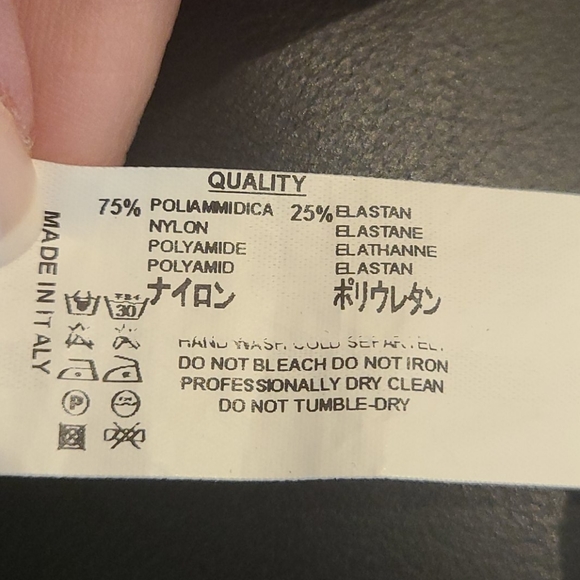 QUALITY
75% POLIAMMIDICA 25% ELASTAN
NYLON ELASTANE
POLYAMIDE ELATHANNE
POLYAMID ELASTAN
ナイロン ポリウレタン
MADE IN ITALY
30
P
HAND WASH. COLD
DO NOT BLEACH DO NOT IRON
PROFESSIONALLY DRY CLEAN
DO NOT TUMBLE-DRY